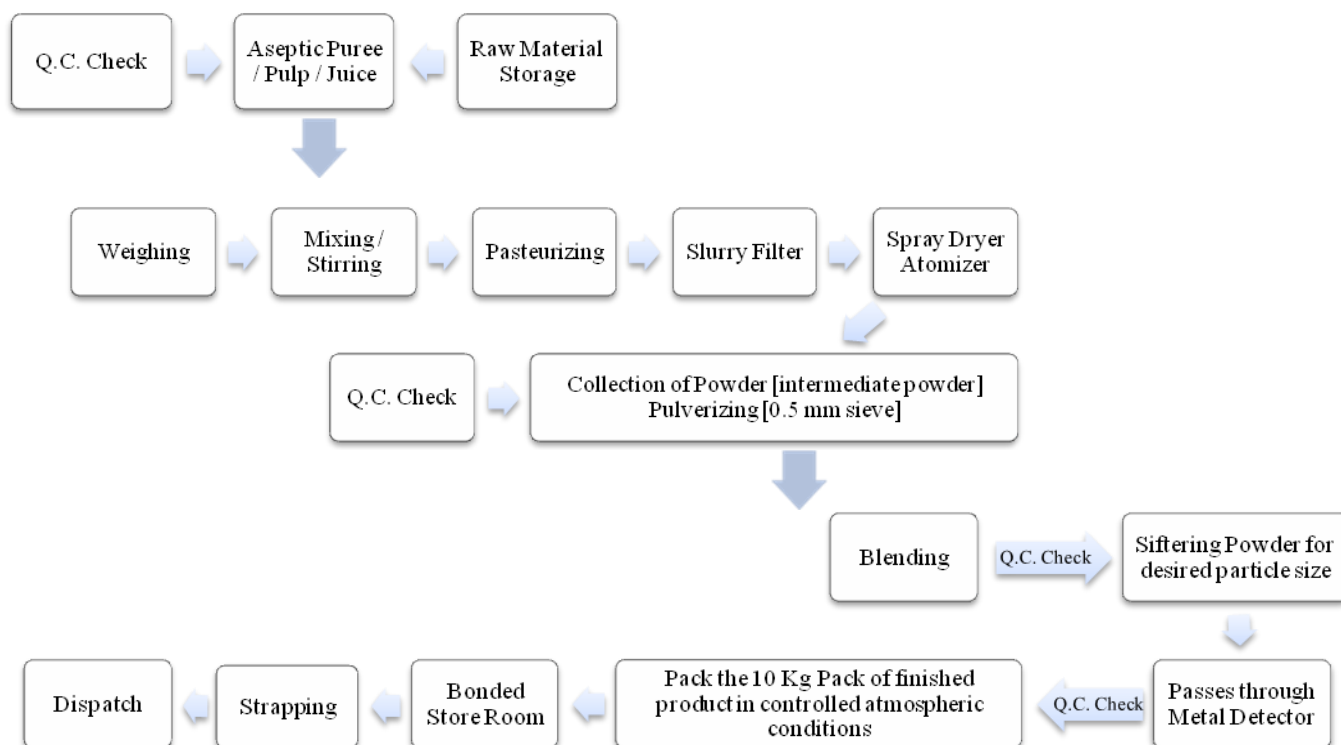 Q.C. Check
Aseptic Puree
/ Pulp / Juice
Raw Material
Storage
Weighing
Mixing /
Stirring
Pasteurizing
Slurry Filter
Spray Dryer
Atomizer
Q.C. Check
Collection of Powder [intermediate powder]
Pulverizing [0.5 mm sieve]
Blending
Q.C. Check
Siftering Powder for
desired particle size
Dispatch
Strapping
Bonded
Store Room
Pack the 10 Kg Pack of finished
product in controlled atmospheric
conditions
Q.C. Check
Passes through
Metal Detector